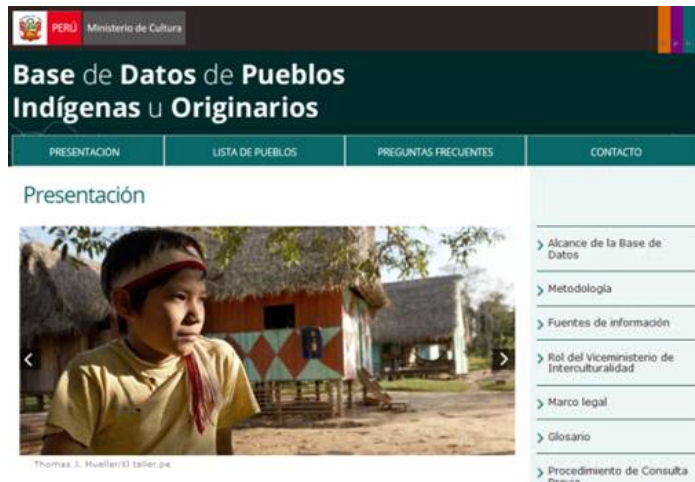 PERÚ Ministerio de Cultura
Base de Datos de Pueblos
Indígenas u Originarios
PRESENTACIÓN LISTA DE PUEBLOS PREGUNTAS FRECUENTES CONTACTO
Presentación
Thomas J. Mueller/El taller.pe
Alcance de la Base de
Datos
Metodología
Fuentes de información
Rol del Viceministerio de
Interculturalidad
Marco legal
Glosario
Procedimiento de Consulta
Previa